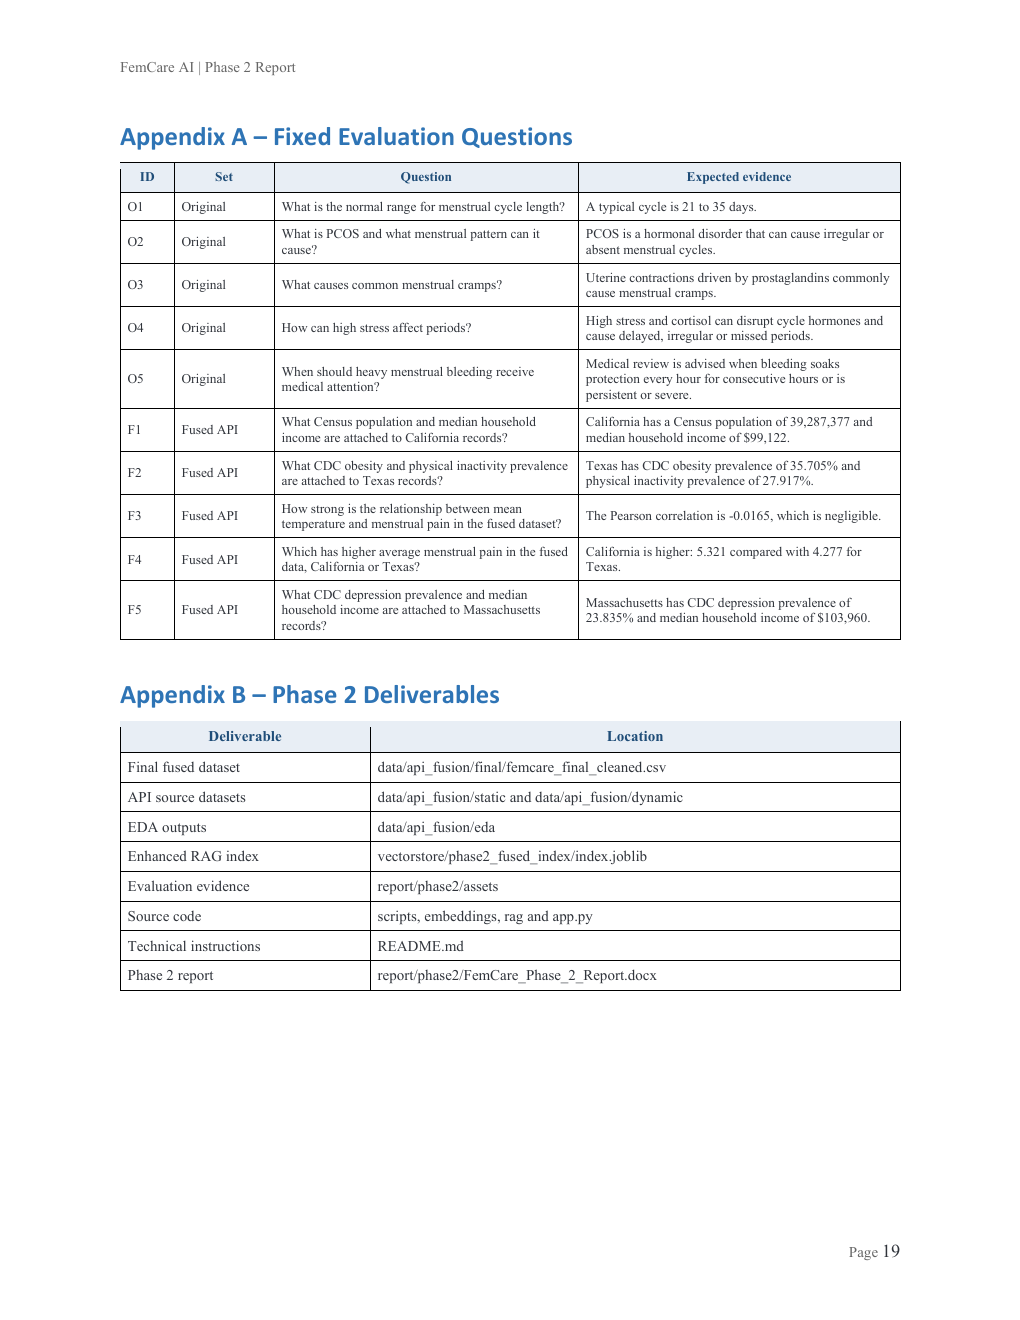 FemCare AI | Phase 2 Report
Appendix A – Fixed Evaluation Questions
ID Set Question Expected evidence
O1 Original What is the normal range for menstrual cycle length? A typical cycle is 21 to 35 days.
O2 Original What is PCOS and what menstrual pattern can it
cause?
PCOS is a hormonal disorder that can cause irregular or
absent menstrual cycles.
O3 Original What causes common menstrual cramps?
Uterine contractions driven by prostaglandins commonly
cause menstrual cramps.
O4 Original How can high stress affect periods?
High stress and cortisol can disrupt cycle hormones and
cause delayed, irregular or missed periods.
O5 Original When should heavy menstrual bleeding receive
medical attention?
Medical review is advised when bleeding soaks
protection every hour for consecutive hours or is
persistent or severe.
F1 Fused API What Census population and median household
income are attached to California records?
California has a Census population of 39,287,377 and
median household income of $99,122.
F2 Fused API What CDC obesity and physical inactivity prevalence
are attached to Texas records?
Texas has CDC obesity prevalence of 35.705% and
physical inactivity prevalence of 27.917%.
F3 Fused API How strong is the relationship between mean
temperature and menstrual pain in the fused dataset?
The Pearson correlation is -0.0165, which is negligible.
F4 Fused API Which has higher average menstrual pain in the fused
data, California or Texas?
California is higher: 5.321 compared with 4.277 for
Texas.
F5 Fused API What CDC depression prevalence and median
household income are attached to Massachusetts
records?
Massachusetts has CDC depression prevalence of
23.835% and median household income of $103,960.
Appendix B – Phase 2 Deliverables
Deliverable Location
Final fused dataset data/api_fusion/final/femcare_final_cleaned.csv
API source datasets data/api_fusion/static and data/api_fusion/dynamic
EDA outputs data/api_fusion/eda
Enhanced RAG index vectorstore/phase2_fused_index/index.joblib
Evaluation evidence report/phase2/assets
Source code scripts, embeddings, rag and app.py
Technical instructions README.md
Phase 2 report report/phase2/FemCare_Phase_2_Report.docx
Page 19